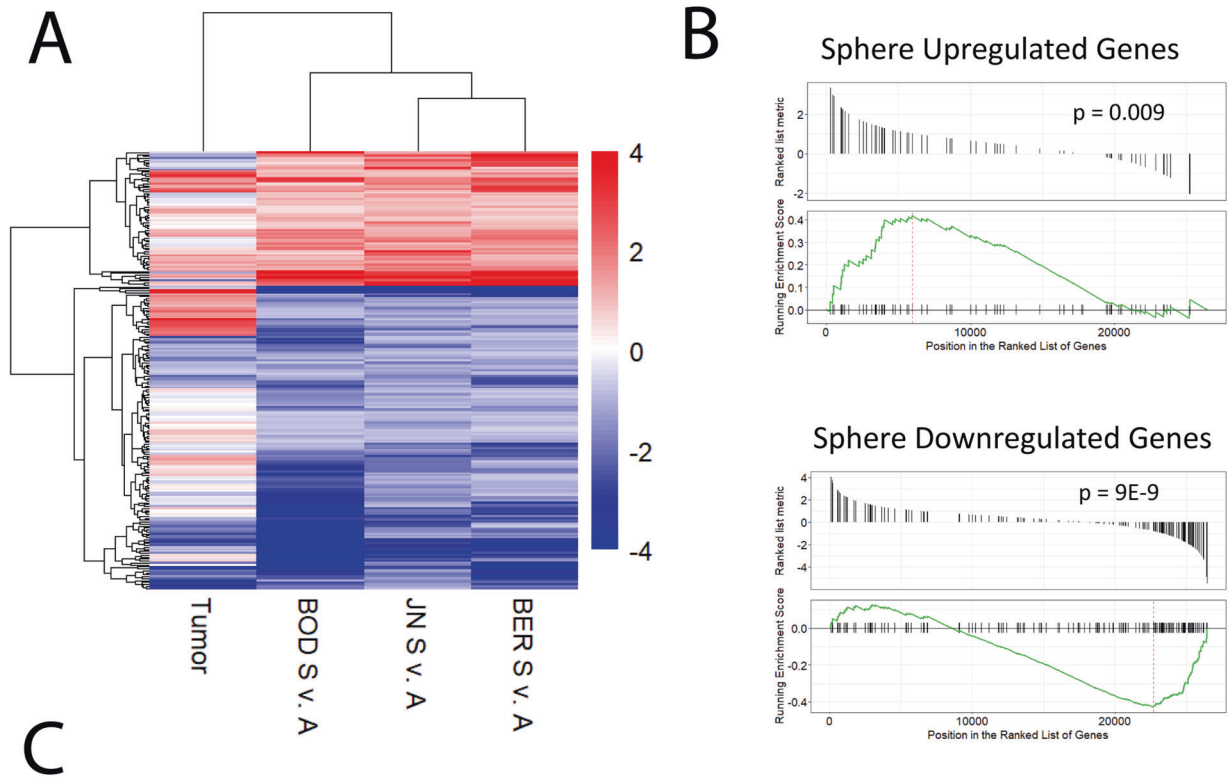 A
4
2
0
-2
-4
Tumor
BOD S v. A
JN S v. A
BER S v. A
B
Sphere Upregulated Genes
p = 0.009
Ranked list metric
2
0
-2
Running Enrichment Score
0.4
0.3
0.2
0.1
0.0
0
10000
20000
Position in the Ranked List of Genes
Sphere Downregulated Genes
p = 9E-9
Ranked list metric
4
2
0
-2
-4
Running Enrichment Score
0.0
-0.2
-0.4
0
10000
20000
Position in the Ranked List of Genes
C